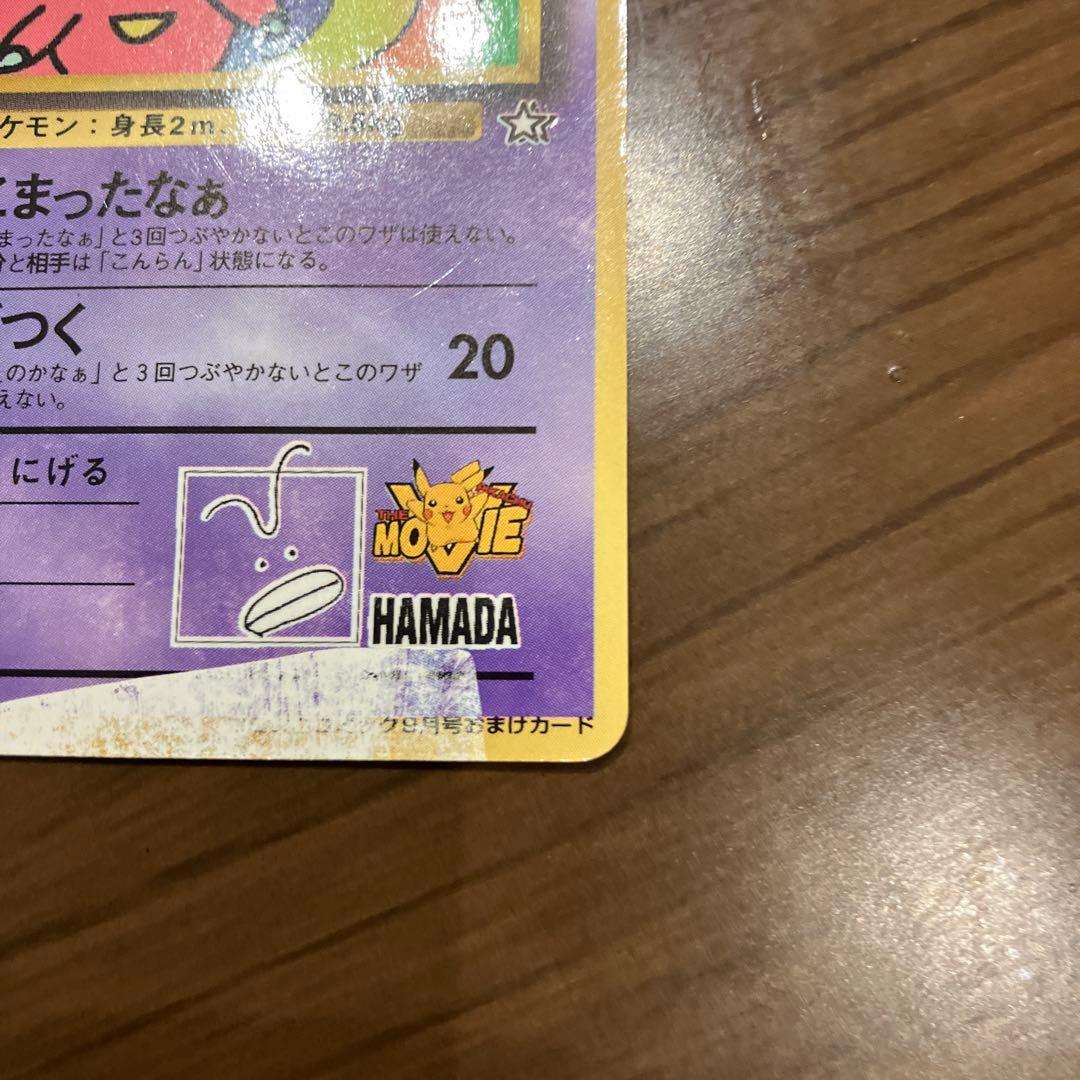 ケモン：身長2m.
こまったなぁ
まったなぁ」と3回つぶやかないとこのワザは使えない。
分と相手は「こんらん」状態になる。
つく 20
のかなぁ」と3回つぶやかないとこのワザ
えない。
にげる
THE PIKACHU
MOVIE
HAMADA
ク9月号おまけカード